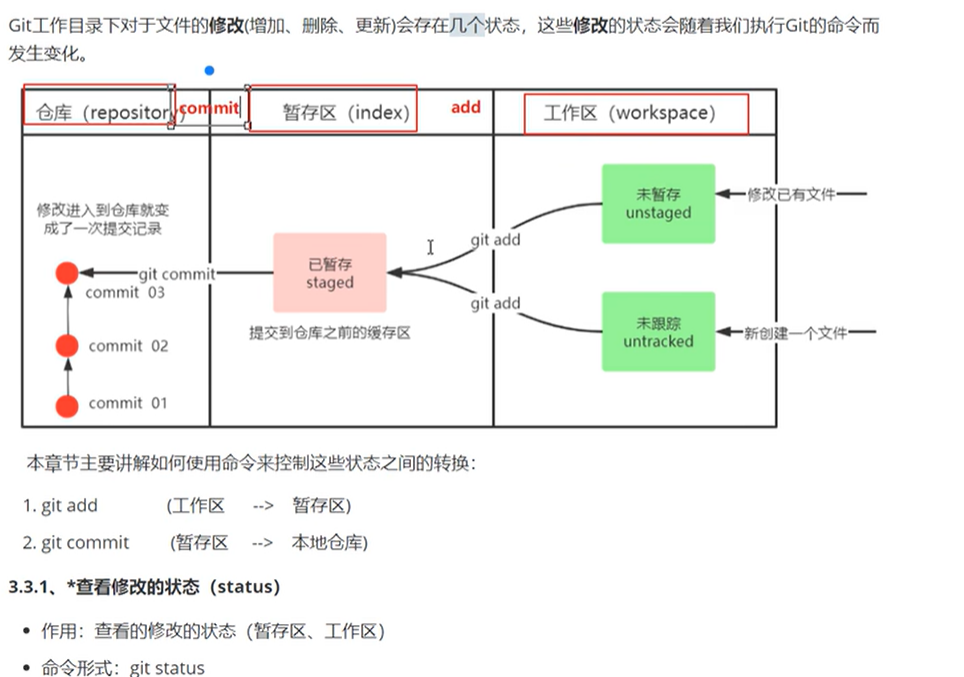 Git工作目录下对于文件的修改(增加、删除、更新)会存在几个状态，这些修改的状态会随着我们执行Git的命令而
发生变化。
仓库（repository） commit 暂存区（index） add 工作区（workspace）
未暂存
unstaged
修改已有文件
修改进入到仓库就变
成了一次提交记录
git add
已暂存
staged
git commit
commit 03
git add
未跟踪
untracked
新创建一个文件
提交到仓库之前的缓存区
commit 02
commit 01
本章节主要讲解如何使用命令来控制这些状态之间的转换：
1. git add (工作区 --> 暂存区)
2. git commit (暂存区 --> 本地仓库)
3.3.1、*查看修改的状态（status）
• 作用：查看的修改的状态（暂存区、工作区）
• 命令形式：git status